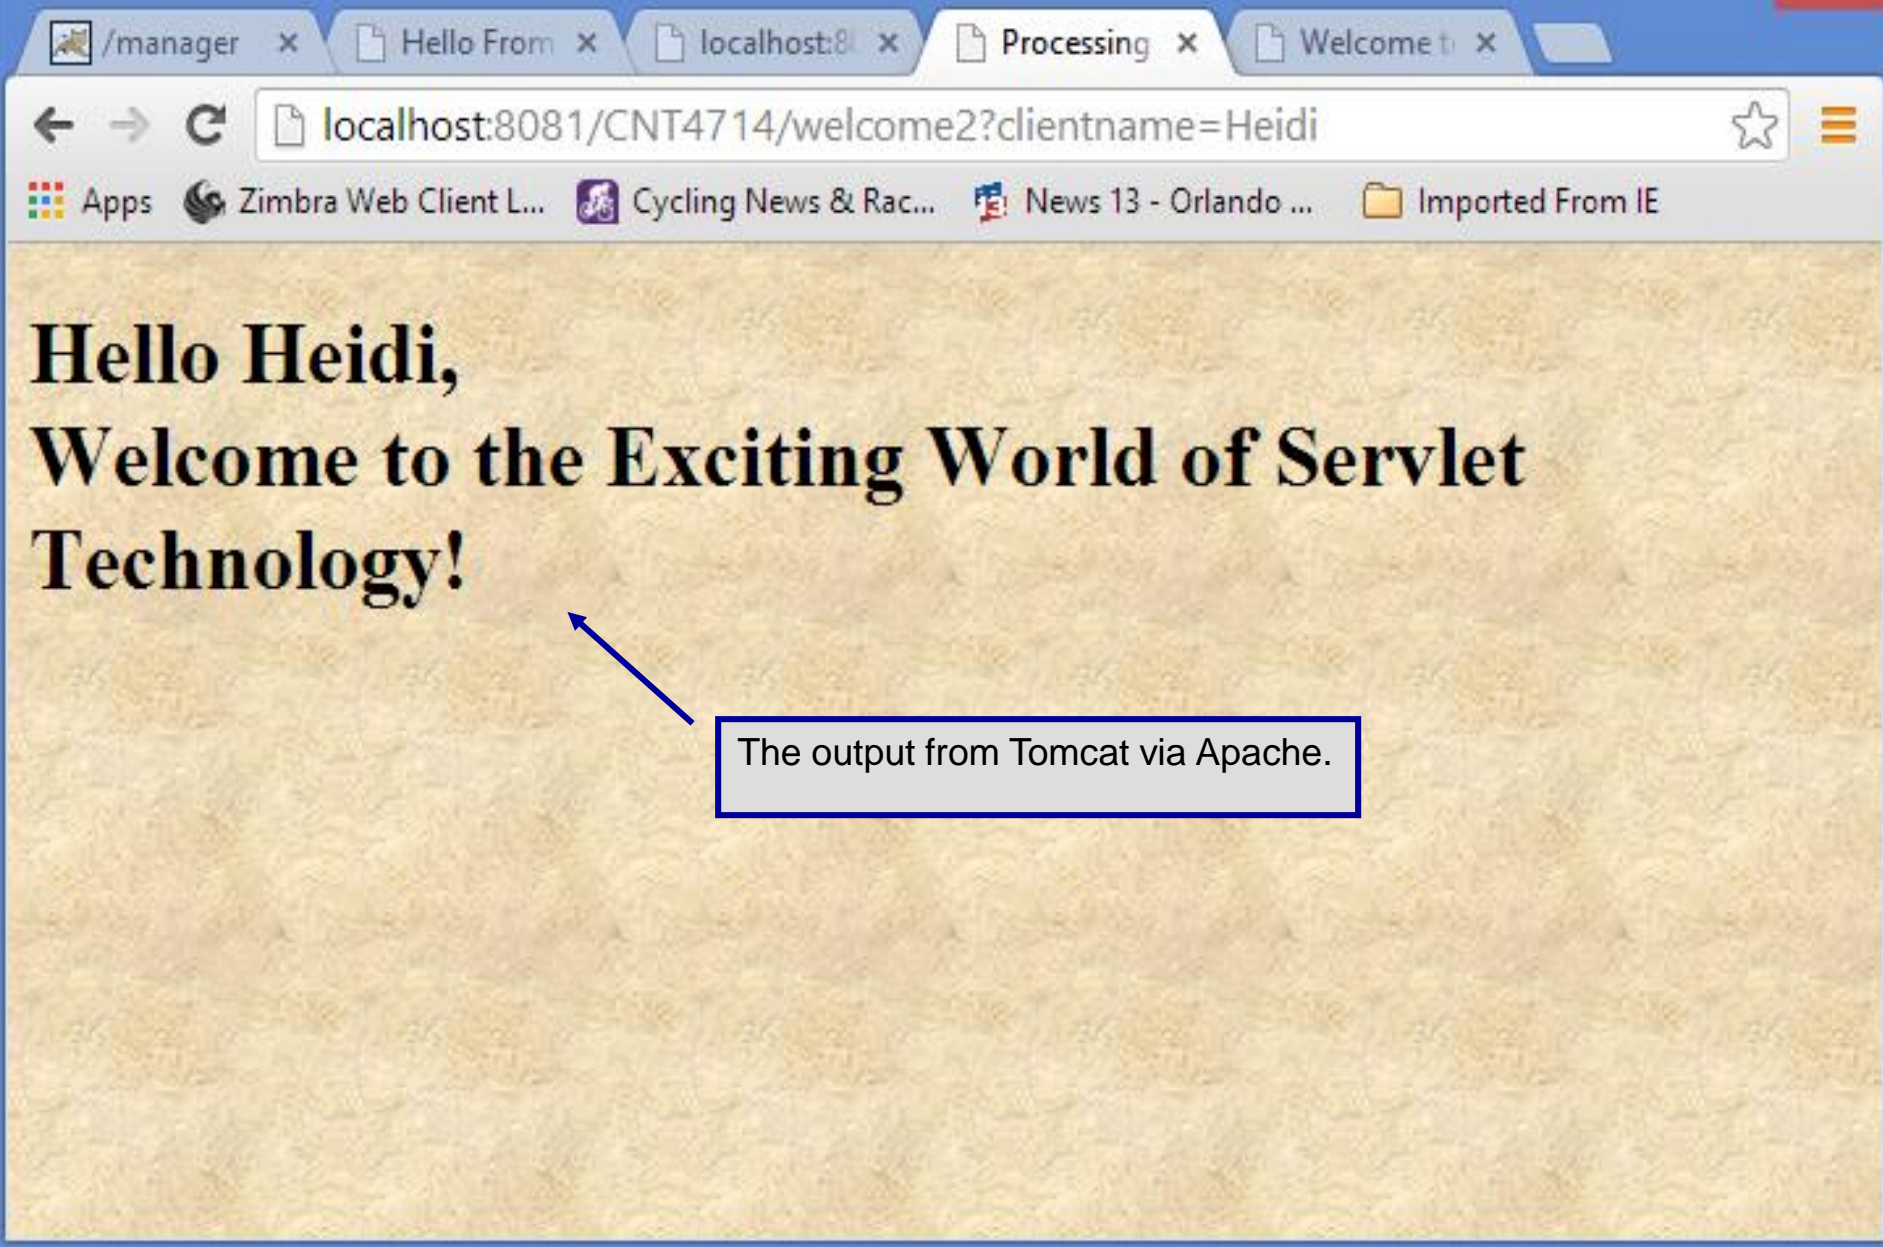 /manager
Hello From
localhost:8
Processing
Welcome t
localhost:8081/CNT4714/welcome2?clientname=Heidi
Apps
Zimbra Web Client L...
Cycling News & Rac...
News 13 - Orlando ...
Imported From IE
Hello Heidi,
Welcome to the Exciting World of Servlet
Technology!
The output from Tomcat via Apache.